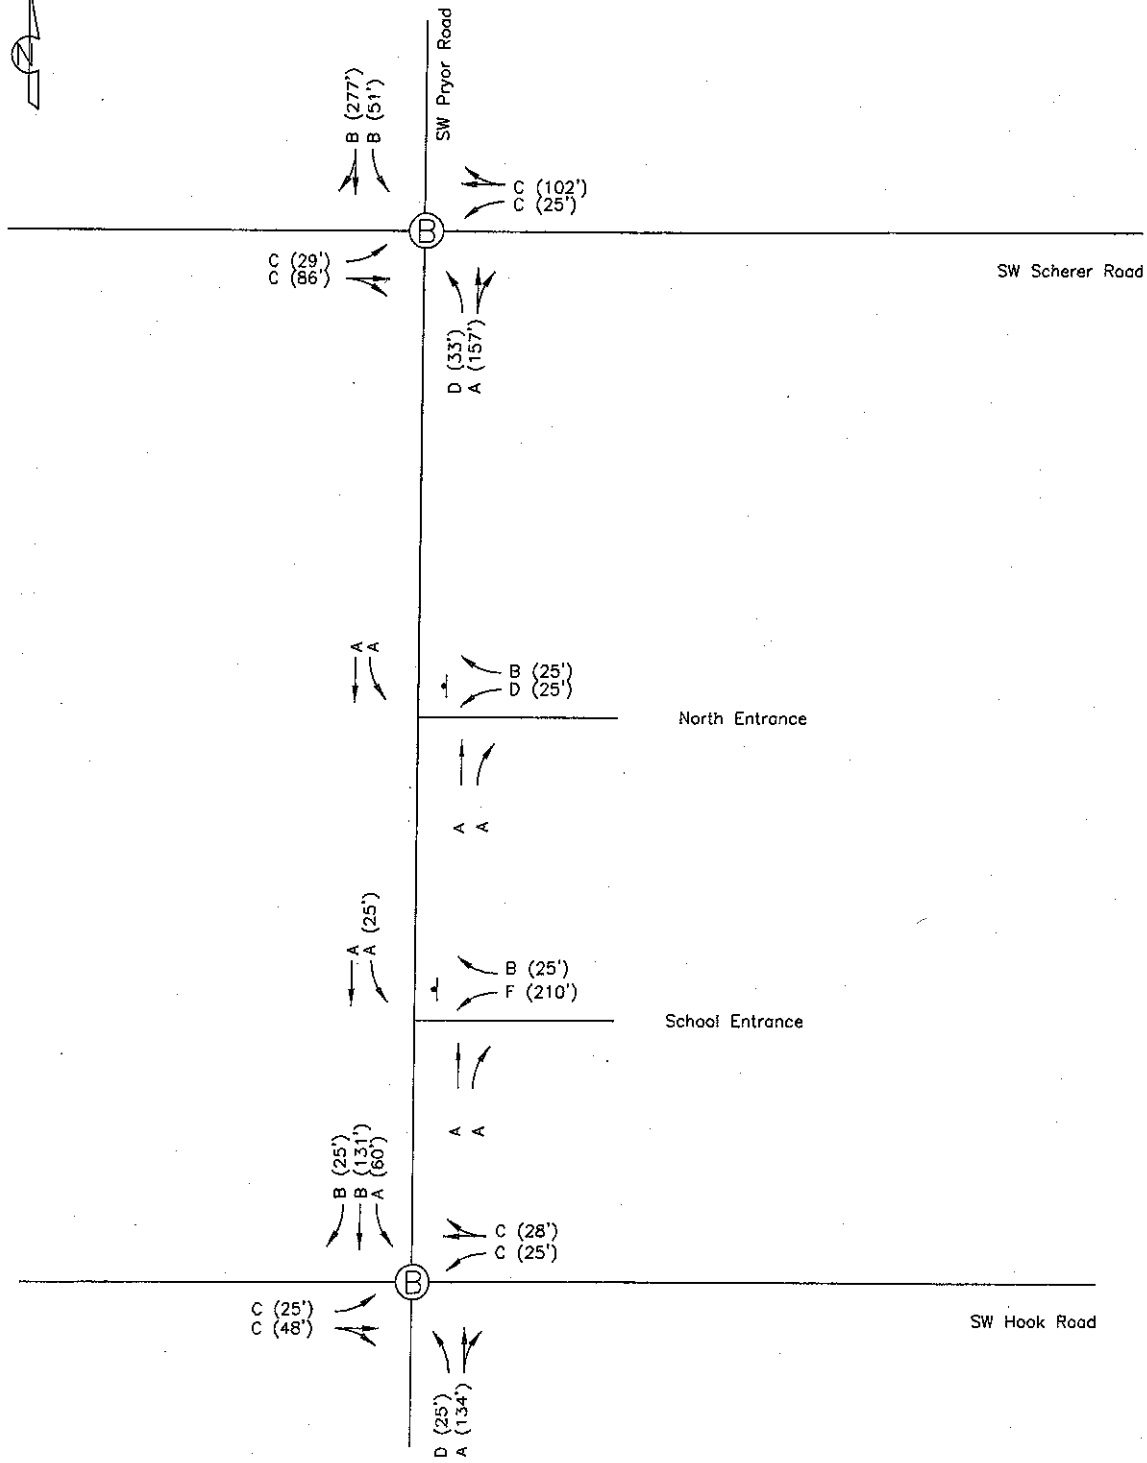 N
SW Pryor Road
B (277')
B (51')
C (102')
C (25')
B
C (29')
C (86')
SW Scherer Road
D (33')
A (157')
A
A
B (25')
D (25')
North Entrance
A
A
A
A (25')
B (25')
F (210')
School Entrance
A
A
B (25')
B (131')
A (60')
C (28')
C (25')
B
C (25')
C (48')
SW Hook Road
D (25')
A (134')